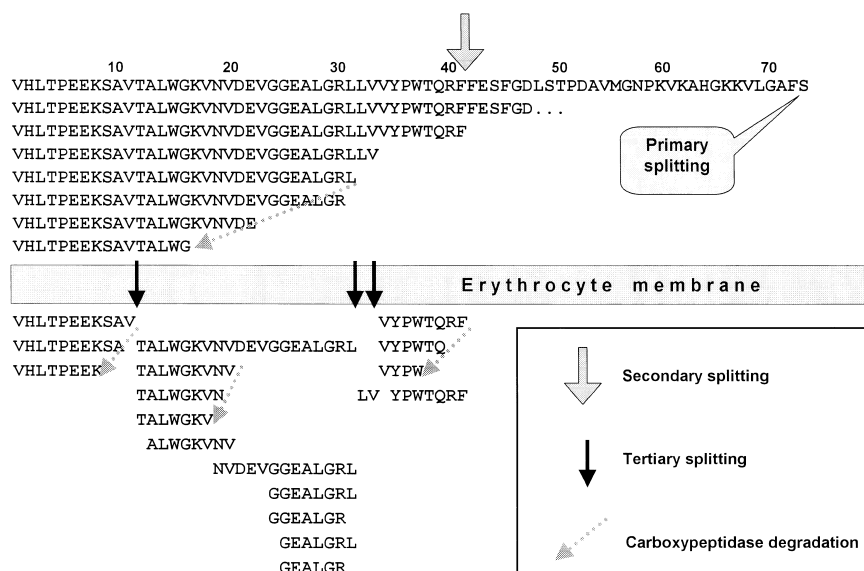 10 20 30 40 50 60 70
VHLTPEEKSAVTALWGKVNVDEVGGEALGRLLVVYPWTQRFFESFGDLSTPDAVMGNPKVKAHGKKVLGAFS
VHLTPEEKSAVTALWGKVNVDEVGGEALGRLLVVYPWTQRFFESFGD...
VHLTPEEKSAVTALWGKVNVDEVGGEALGRLLVVYPWTQRF
VHLTPEEKSAVTALWGKVNVDEVGGEALGRLLV
VHLTPEEKSAVTALWGKVNVDEVGGEALGRL
VHLTPEEKSAVTALWGKVNVDEVGGEALGR
VHLTPEEKSAVTALWGKVNVDE
VHLTPEEKSAVTALWG
Primary
splitting
Erythrocyte membrane
VHLTPEEKSAV VYPWTQRF
VHLTPEEKSA TALWGKVNVDEVGGEALGRL VYPWTQ
VHLTPEEK TALWGKVNV VYPW
TALWGKVN LV YPWTQRF
TALWGKV
ALWGKVNV
NVDEVGGEALGRL
GGEALGRL
GGEALGR
GEALGRL
GEALGR
Secondary splitting
Tertiary splitting
Carboxypeptidase degradation